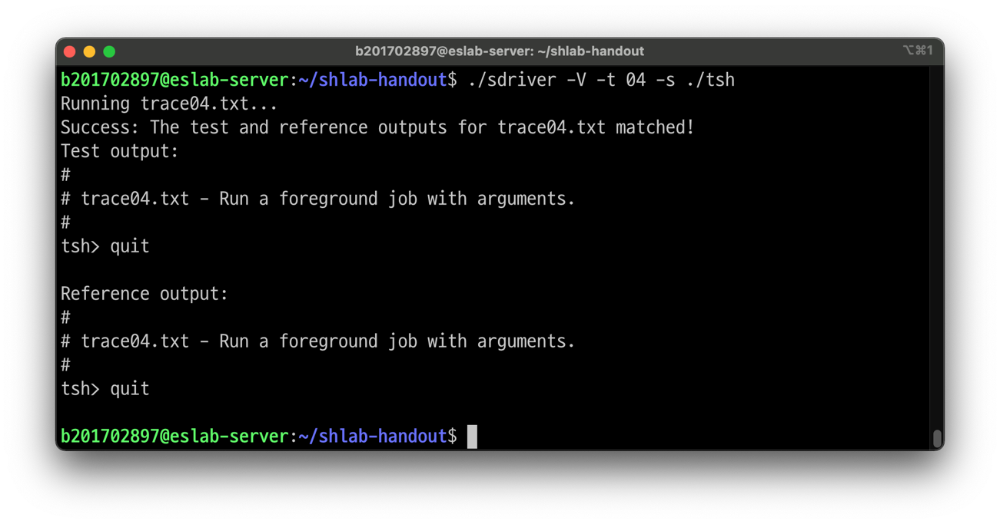 b201702897@eslab-server: ~/shlab-handout
⌥⌘1
b201702897@eslab-server:~/shlab-handout$ ./sdriver -V -t 04 -s ./tsh
Running trace04.txt...
Success: The test and reference outputs for trace04.txt matched!
Test output:
#
# trace04.txt - Run a foreground job with arguments.
#
tsh> quit
Reference output:
#
# trace04.txt - Run a foreground job with arguments.
#
tsh> quit
b201702897@eslab-server:~/shlab-handout$